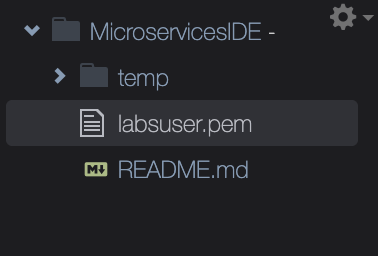 MicroservicesIDE -
temp
labsuser.pem
M↓ README.md